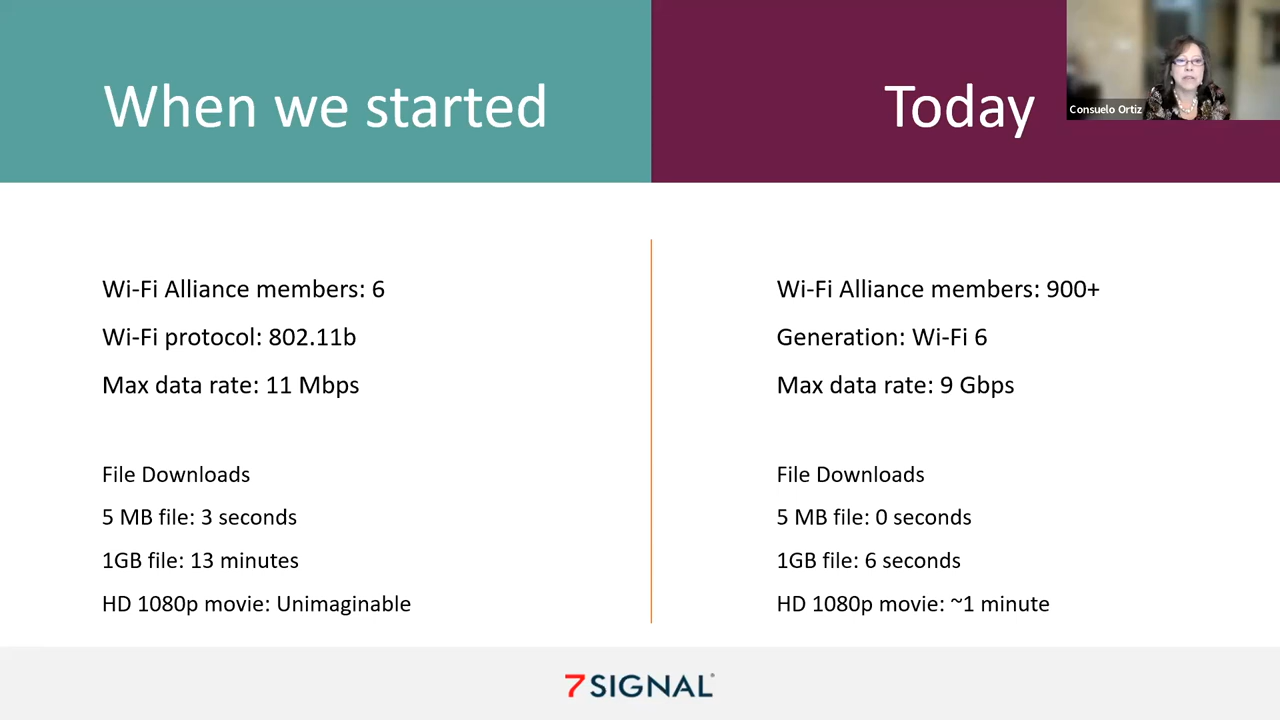 When we started
Today
Consuelo Ortiz
Wi-Fi Alliance members: 6
Wi-Fi protocol: 802.11b
Max data rate: 11 Mbps
File Downloads
5 MB file: 3 seconds
1GB file: 13 minutes
HD 1080p movie: Unimaginable
Wi-Fi Alliance members: 900+
Generation: Wi-Fi 6
Max data rate: 9 Gbps
File Downloads
5 MB file: 0 seconds
1GB file: 6 seconds
HD 1080p movie: ~1 minute
7SIGNAL®